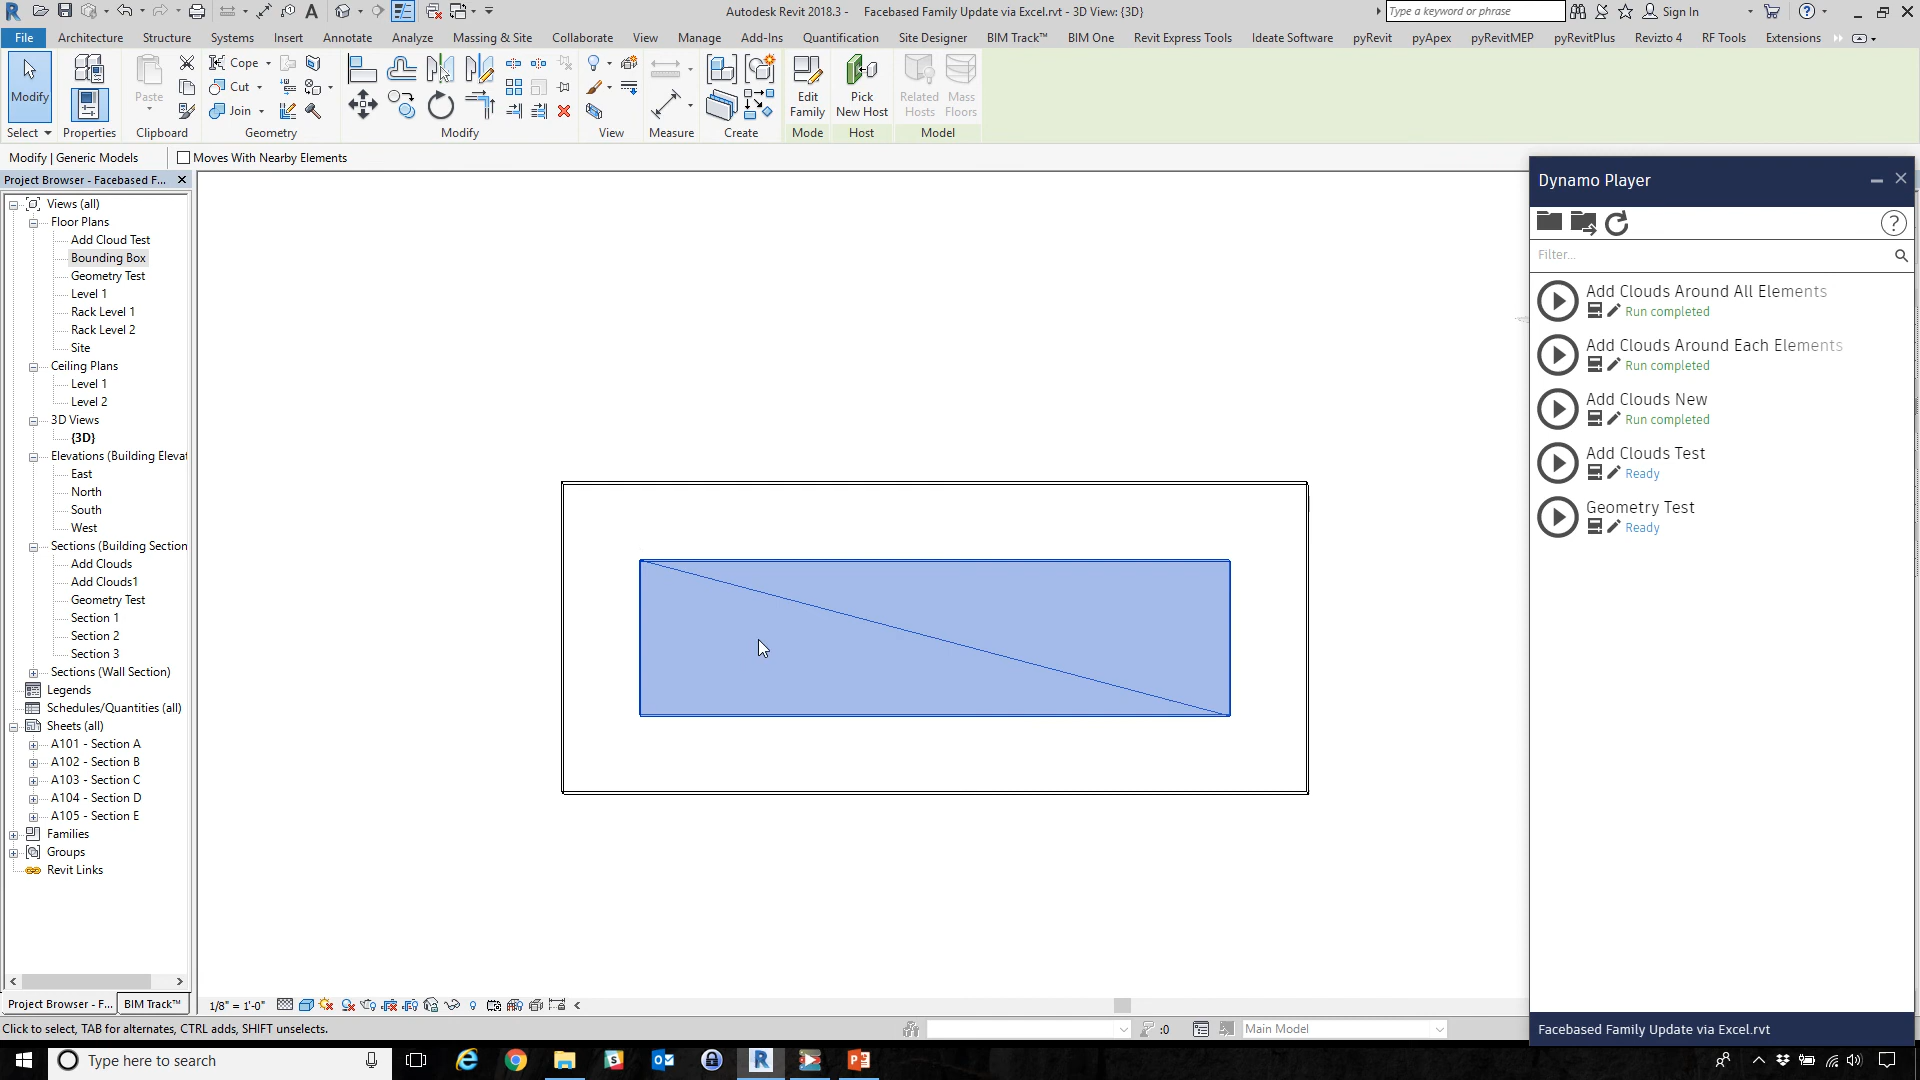 Autodesk Revit 2018.3 - Facebased Family Update via Excel.rvt - 3D View: {3D}
Type a keyword or phrase
Sign In
File Architecture Structure Systems Insert Annotate Analyze Massing & Site Collaborate View Manage Add-Ins Quantification Site Designer BIM Track™ BIM One Revit Express Tools Ideate Software pyRevit pyApex pyRevitMEP pyRevitPlus Revizto 4 RF Tools Extensions
Modify
Paste
Cope
Cut
Join
Edit Family
Pick New Host
Related Hosts
Mass Floors
Select Properties Clipboard Geometry Modify View Measure Create Mode Host Model
Modify | Generic Models
Moves With Nearby Elements
Project Browser - Facebased F...
Views (all)
Floor Plans
Add Cloud Test
Bounding Box
Geometry Test
Level 1
Rack Level 1
Rack Level 2
Site
Ceiling Plans
Level 1
Level 2
3D Views
{3D}
Elevations (Building Elevat
East
North
South
West
Sections (Building Section
Add Clouds
Add Clouds1
Geometry Test
Section 1
Section 2
Section 3
Sections (Wall Section)
Legends
Schedules/Quantities (all)
Sheets (all)
A101 - Section A
A102 - Section B
A103 - Section C
A104 - Section D
A105 - Section E
Families
Groups
Revit Links
Project Browser - F...
BIM Track™
1/8" = 1'-0"
Click to select, TAB for alternates, CTRL adds, SHIFT unselects.
:0
Main Model
Dynamo Player
Filter...
Add Clouds Around All Elements
Run completed
Add Clouds Around Each Elements
Run completed
Add Clouds New
Run completed
Add Clouds Test
Ready
Geometry Test
Ready
Facebased Family Update via Excel.rvt
Type here to search